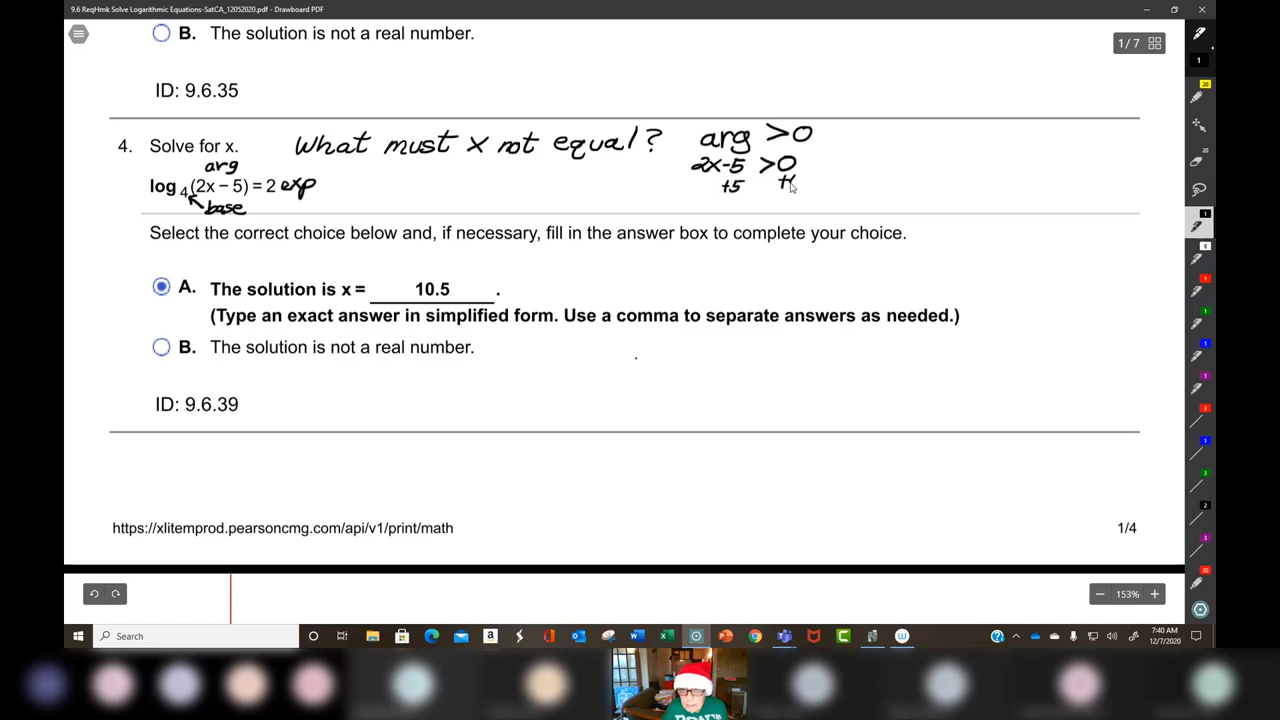 9.6 ReqHmk Solve Logarithmic Equations-SatCA_12052020.pdf - Drawboard PDF
B. The solution is not a real number.
1/7
ID: 9.6.35
4. Solve for x. What must x not equal? arg >0
arg 2x-5 >0
log 4 (2x − 5) = 2 exp +5 +
base
Select the correct choice below and, if necessary, fill in the answer box to complete your choice.
A. The solution is x = 10.5 .
(Type an exact answer in simplified form. Use a comma to separate answers as needed.)
B. The solution is not a real number.
ID: 9.6.39
https://xlitemprod.pearsoncmg.com/api/v1/print/math 1/4
153%
Search
7:40 AM
12/7/2020